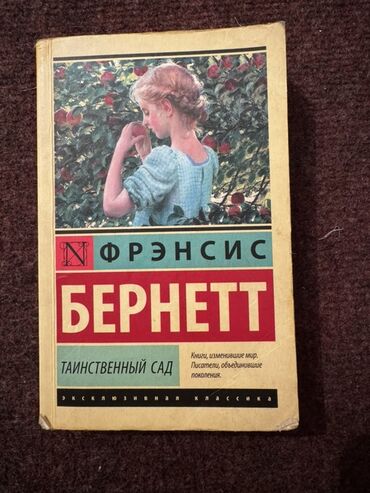 N ФРЭНСИС
БЕРНЕТТ
ТАИНСТВЕННЫЙ САД
Книги, изменившие мир.
Писатели, объединившие
поколения.
эксклюзивная классика